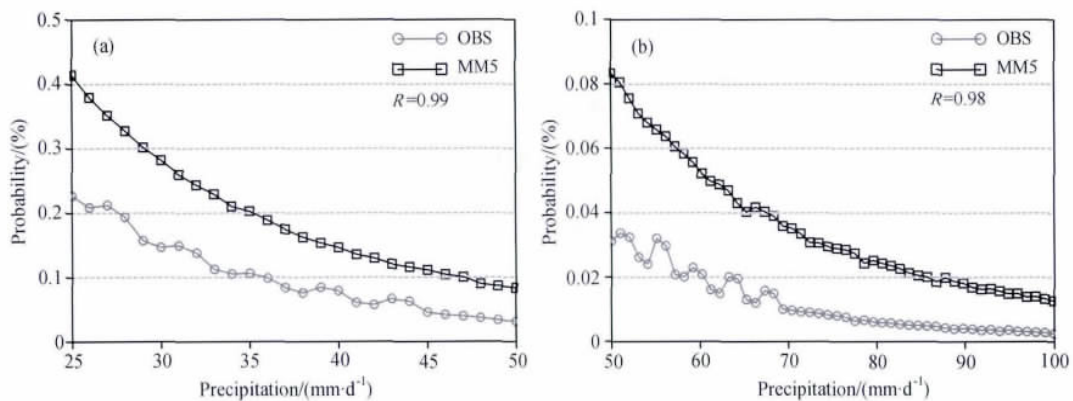 (a)
OBS
MM5
R=0.99
Probability/(%)
0.5
0.4
0.3
0.2
0.1
0
25
30
35
40
45
50
Precipitation/(mm·d⁻¹)
(b)
OBS
MM5
R=0.98
Probability/(%)
0.1
0.08
0.06
0.04
0.02
0
50
60
70
80
90
100
Precipitation/(mm·d⁻¹)